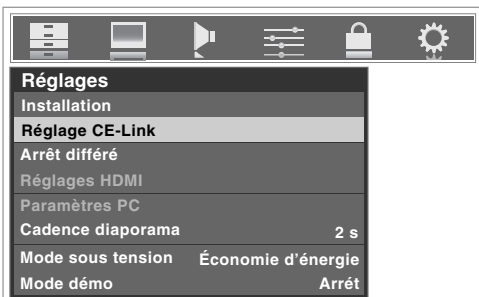 Réglages
Installation
Réglage CE-Link
Arrêt différé
Réglages HDMI
Paramètres PC
Cadence diaporama 2 s
Mode sous tension Économie d'énergie
Mode démo Arrét